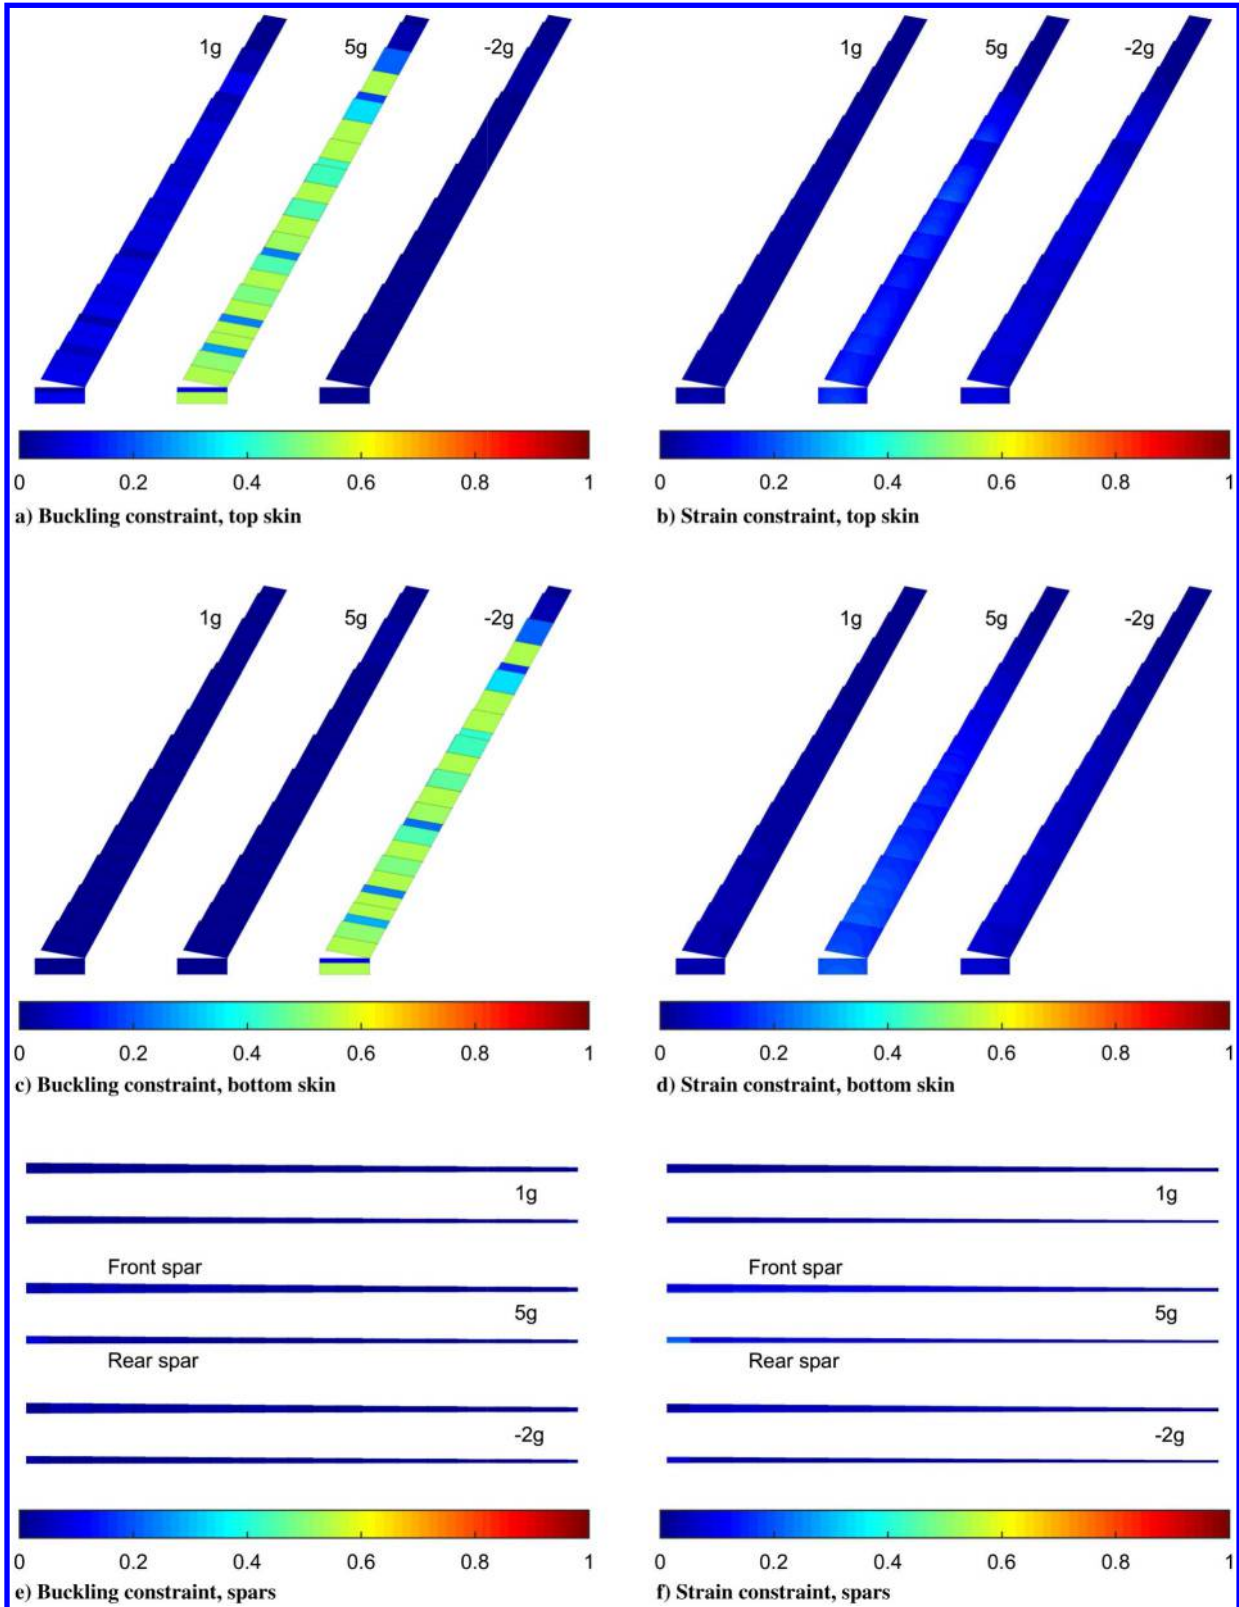 1g 5g -2g 1g 5g -2g
0 0.2 0.4 0.6 0.8 1 0 0.2 0.4 0.6 0.8 1
a) Buckling constraint, top skin b) Strain constraint, top skin
1g 5g -2g 1g 5g -2g
0 0.2 0.4 0.6 0.8 1 0 0.2 0.4 0.6 0.8 1
c) Buckling constraint, bottom skin d) Strain constraint, bottom skin
1g 1g
Front spar Front spar
5g 5g
Rear spar Rear spar
-2g -2g
0 0.2 0.4 0.6 0.8 1 0 0.2 0.4 0.6 0.8 1
e) Buckling constraint, spars f) Strain constraint, spars